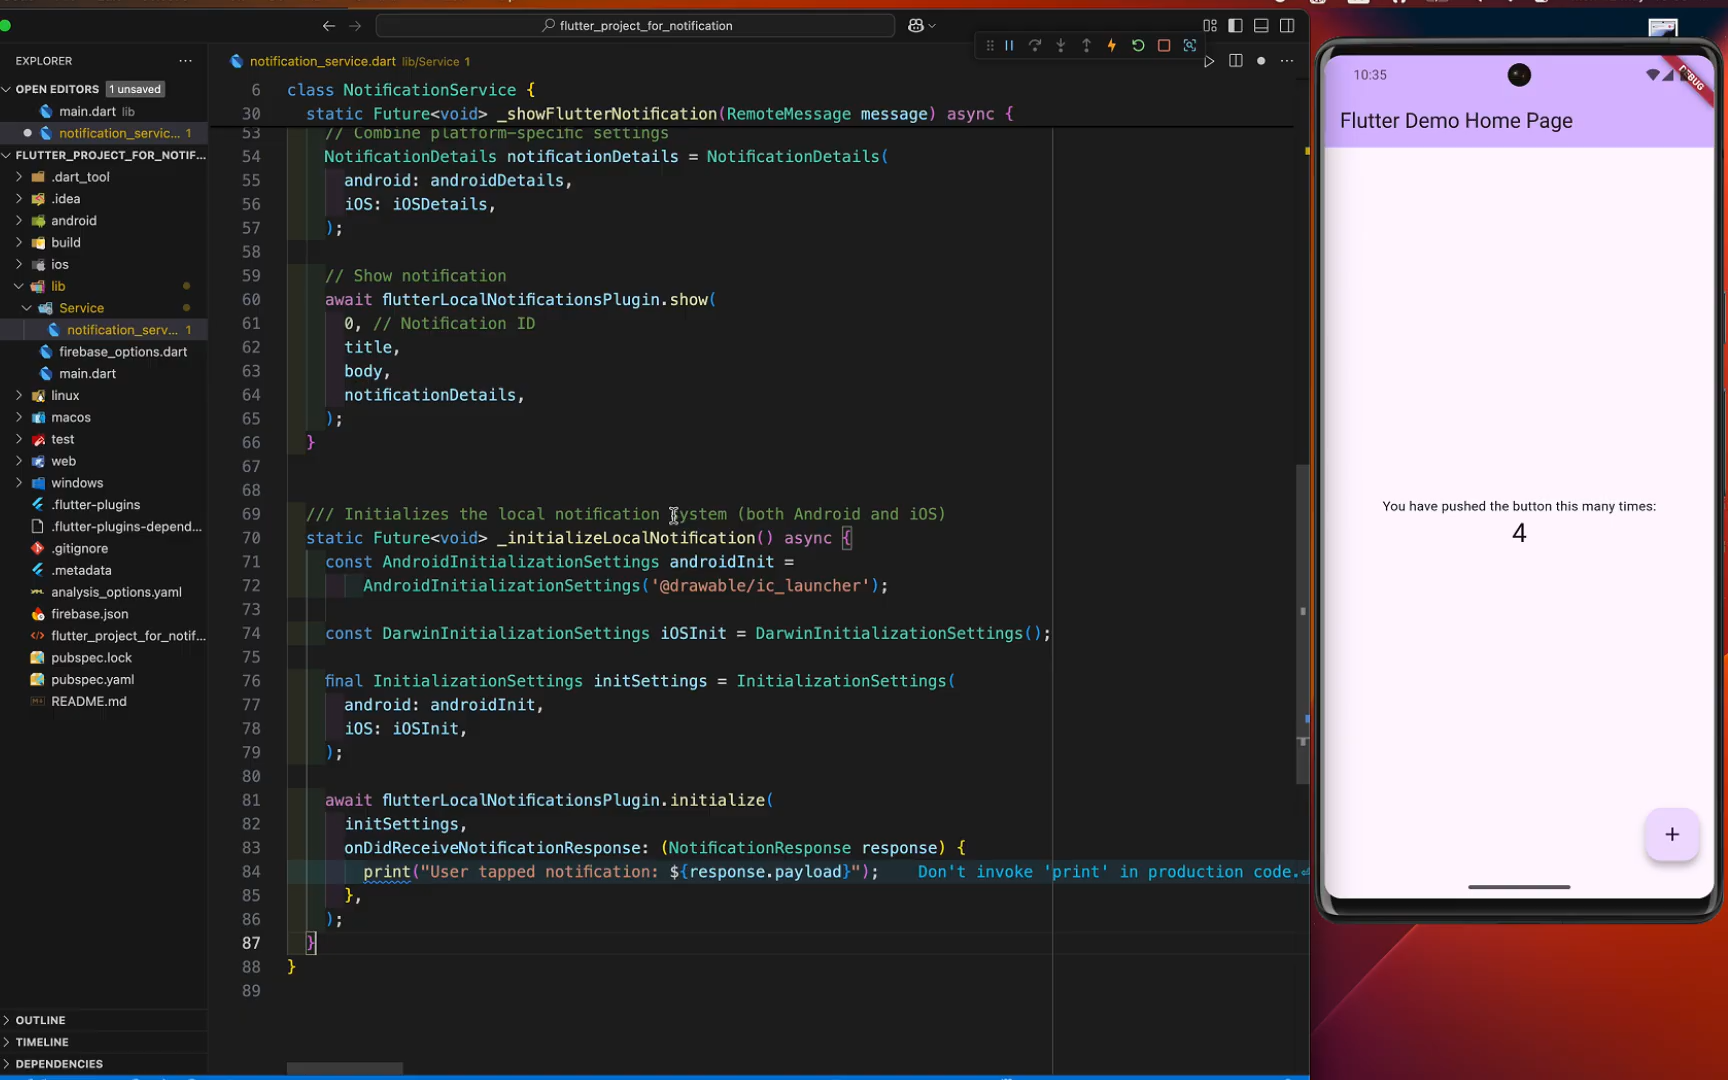 flutter_project_for_notification
EXPLORER
OPEN EDITORS 1 unsaved
main.dart lib
notification_servic... 1
FLUTTER_PROJECT_FOR_NOTIF...
.dart_tool
.idea
android
build
ios
lib
Service
notification_serv... 1
firebase_options.dart
main.dart
linux
macos
test
web
windows
.flutter-plugins
.flutter-plugins-depend...
.gitignore
.metadata
analysis_options.yaml
firebase.json
flutter_project_for_notif...
pubspec.lock
pubspec.yaml
README.md
OUTLINE
TIMELINE
DEPENDENCIES
notification_service.dart lib/Service 1
6 class NotificationService {
30 static Future<void> _showFlutterNotification(RemoteMessage message) async {
53 // Combine platform-specific settings
54 NotificationDetails notificationDetails = NotificationDetails(
55 android: androidDetails,
56 iOS: iOSDetails,
57 );
58
59 // Show notification
60 await flutterLocalNotificationsPlugin.show(
61 0, // Notification ID
62 title,
63 body,
64 notificationDetails,
65 );
66 }
67
68
69 /// Initializes the local notification system (both Android and iOS)
70 static Future<void> _initializeLocalNotification() async {
71 const AndroidInitializationSettings androidInit =
72 AndroidInitializationSettings('@drawable/ic_launcher');
73
74 const DarwinInitializationSettings iOSInit = DarwinInitializationSettings();
75
76 final InitializationSettings initSettings = InitializationSettings(
77 android: androidInit,
78 iOS: iOSInit,
79 );
80
81 await flutterLocalNotificationsPlugin.initialize(
82 initSettings,
83 onDidReceiveNotificationResponse: (NotificationResponse response) {
84 print("User tapped notification: ${response.payload}"); Don't invoke 'print' in production code.
85 },
86 );
87 }
88 }
89
10:35
DEBUG
Flutter Demo Home Page
You have pushed the button this many times:
4
+